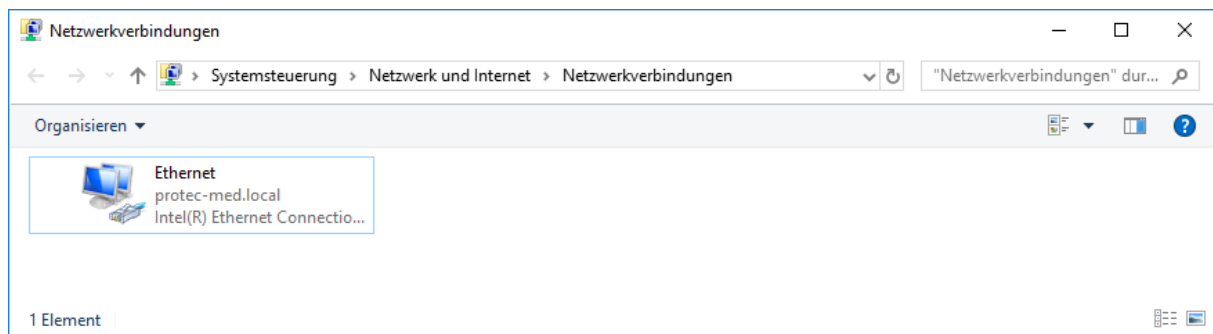 Netzwerkverbindungen
Systemsteuerung > Netzwerk und Internet > Netzwerkverbindungen
"Netzwerkverbindungen" dur...
Organisieren
?
Ethernet
protec-med.local
Intel(R) Ethernet Connectio...
1 Element